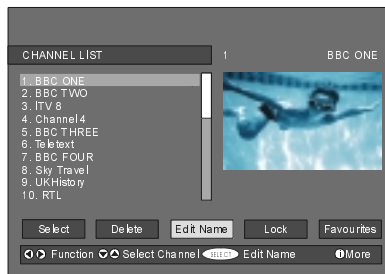 CHANNEL LIST
1 BBC ONE
1. BBC ONE
2. BBC TWO
3. ITV 8
4. Channel 4
5. BBC THREE
6. Teletext
7. BBC FOUR
8. Sky Travel
9. UKHistory
10. RTL
Select Delete Edit Name Lock Favourites
Function Select Channel SELECT Edit Name iMore